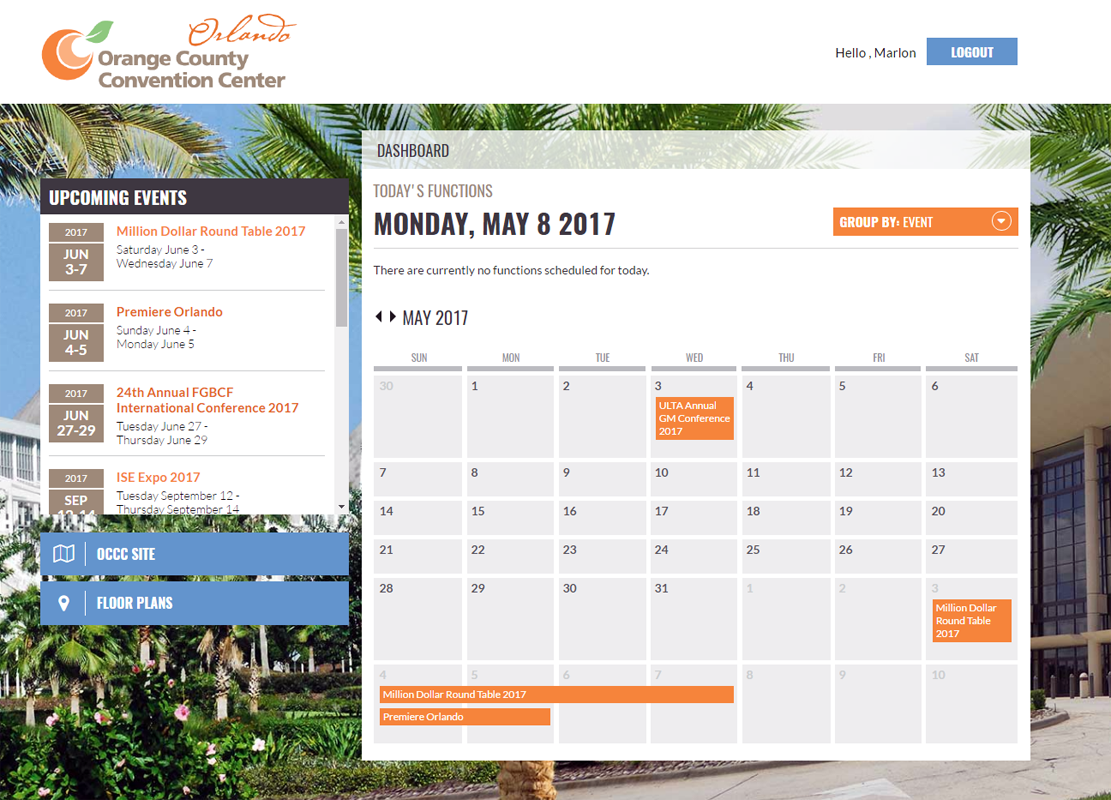 Orlando
Orange County
Convention Center
Hello , Marlon
LOGOUT
UPCOMING EVENTS
2017
JUN
3-7
Million Dollar Round Table 2017
Saturday June 3 -
Wednesday June 7
2017
JUN
4-5
Premiere Orlando
Sunday June 4 -
Monday June 5
2017
JUN
27-29
24th Annual FGBCF
International Conference 2017
Tuesday June 27 -
Thursday June 29
2017
SEP
12-14
ISE Expo 2017
Tuesday September 12 -
Thursday September 14
OCCC SITE
FLOOR PLANS
DASHBOARD
TODAY'S FUNCTIONS
MONDAY, MAY 8 2017
GROUP BY: EVENT
There are currently no functions scheduled for today.
MAY 2017
SUN MON TUE WED THU FRI SAT
30 1 2 3 4 5 6
ULTA Annual
GM Conference
2017
7 8 9 10 11 12 13
14 15 16 17 18 19 20
21 22 23 24 25 26 27
28 29 30 31 1 2 3
Million Dollar
Round Table
2017
4 5 6 7 8 9 10
Million Dollar Round Table 2017
Premiere Orlando